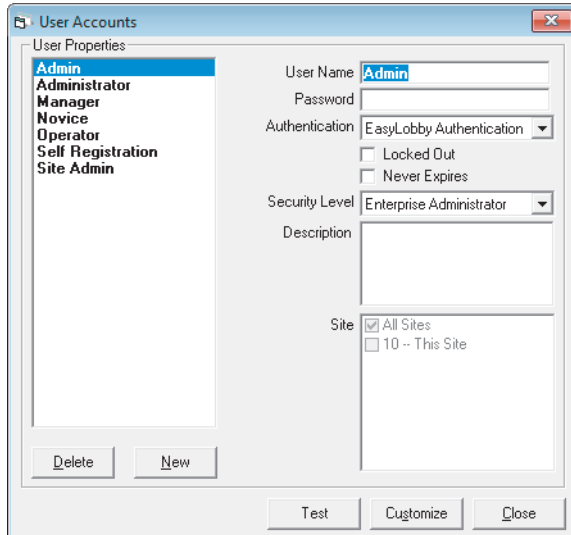 User Accounts
User Properties
Admin
Administrator
Manager
Novice
Operator
Self Registration
Site Admin
User Name Admin
Password
Authentication EasyLobby Authentication
Locked Out
Never Expires
Security Level Enterprise Administrator
Description
Site All Sites
10 -- This Site
Delete New
Test Customize Close